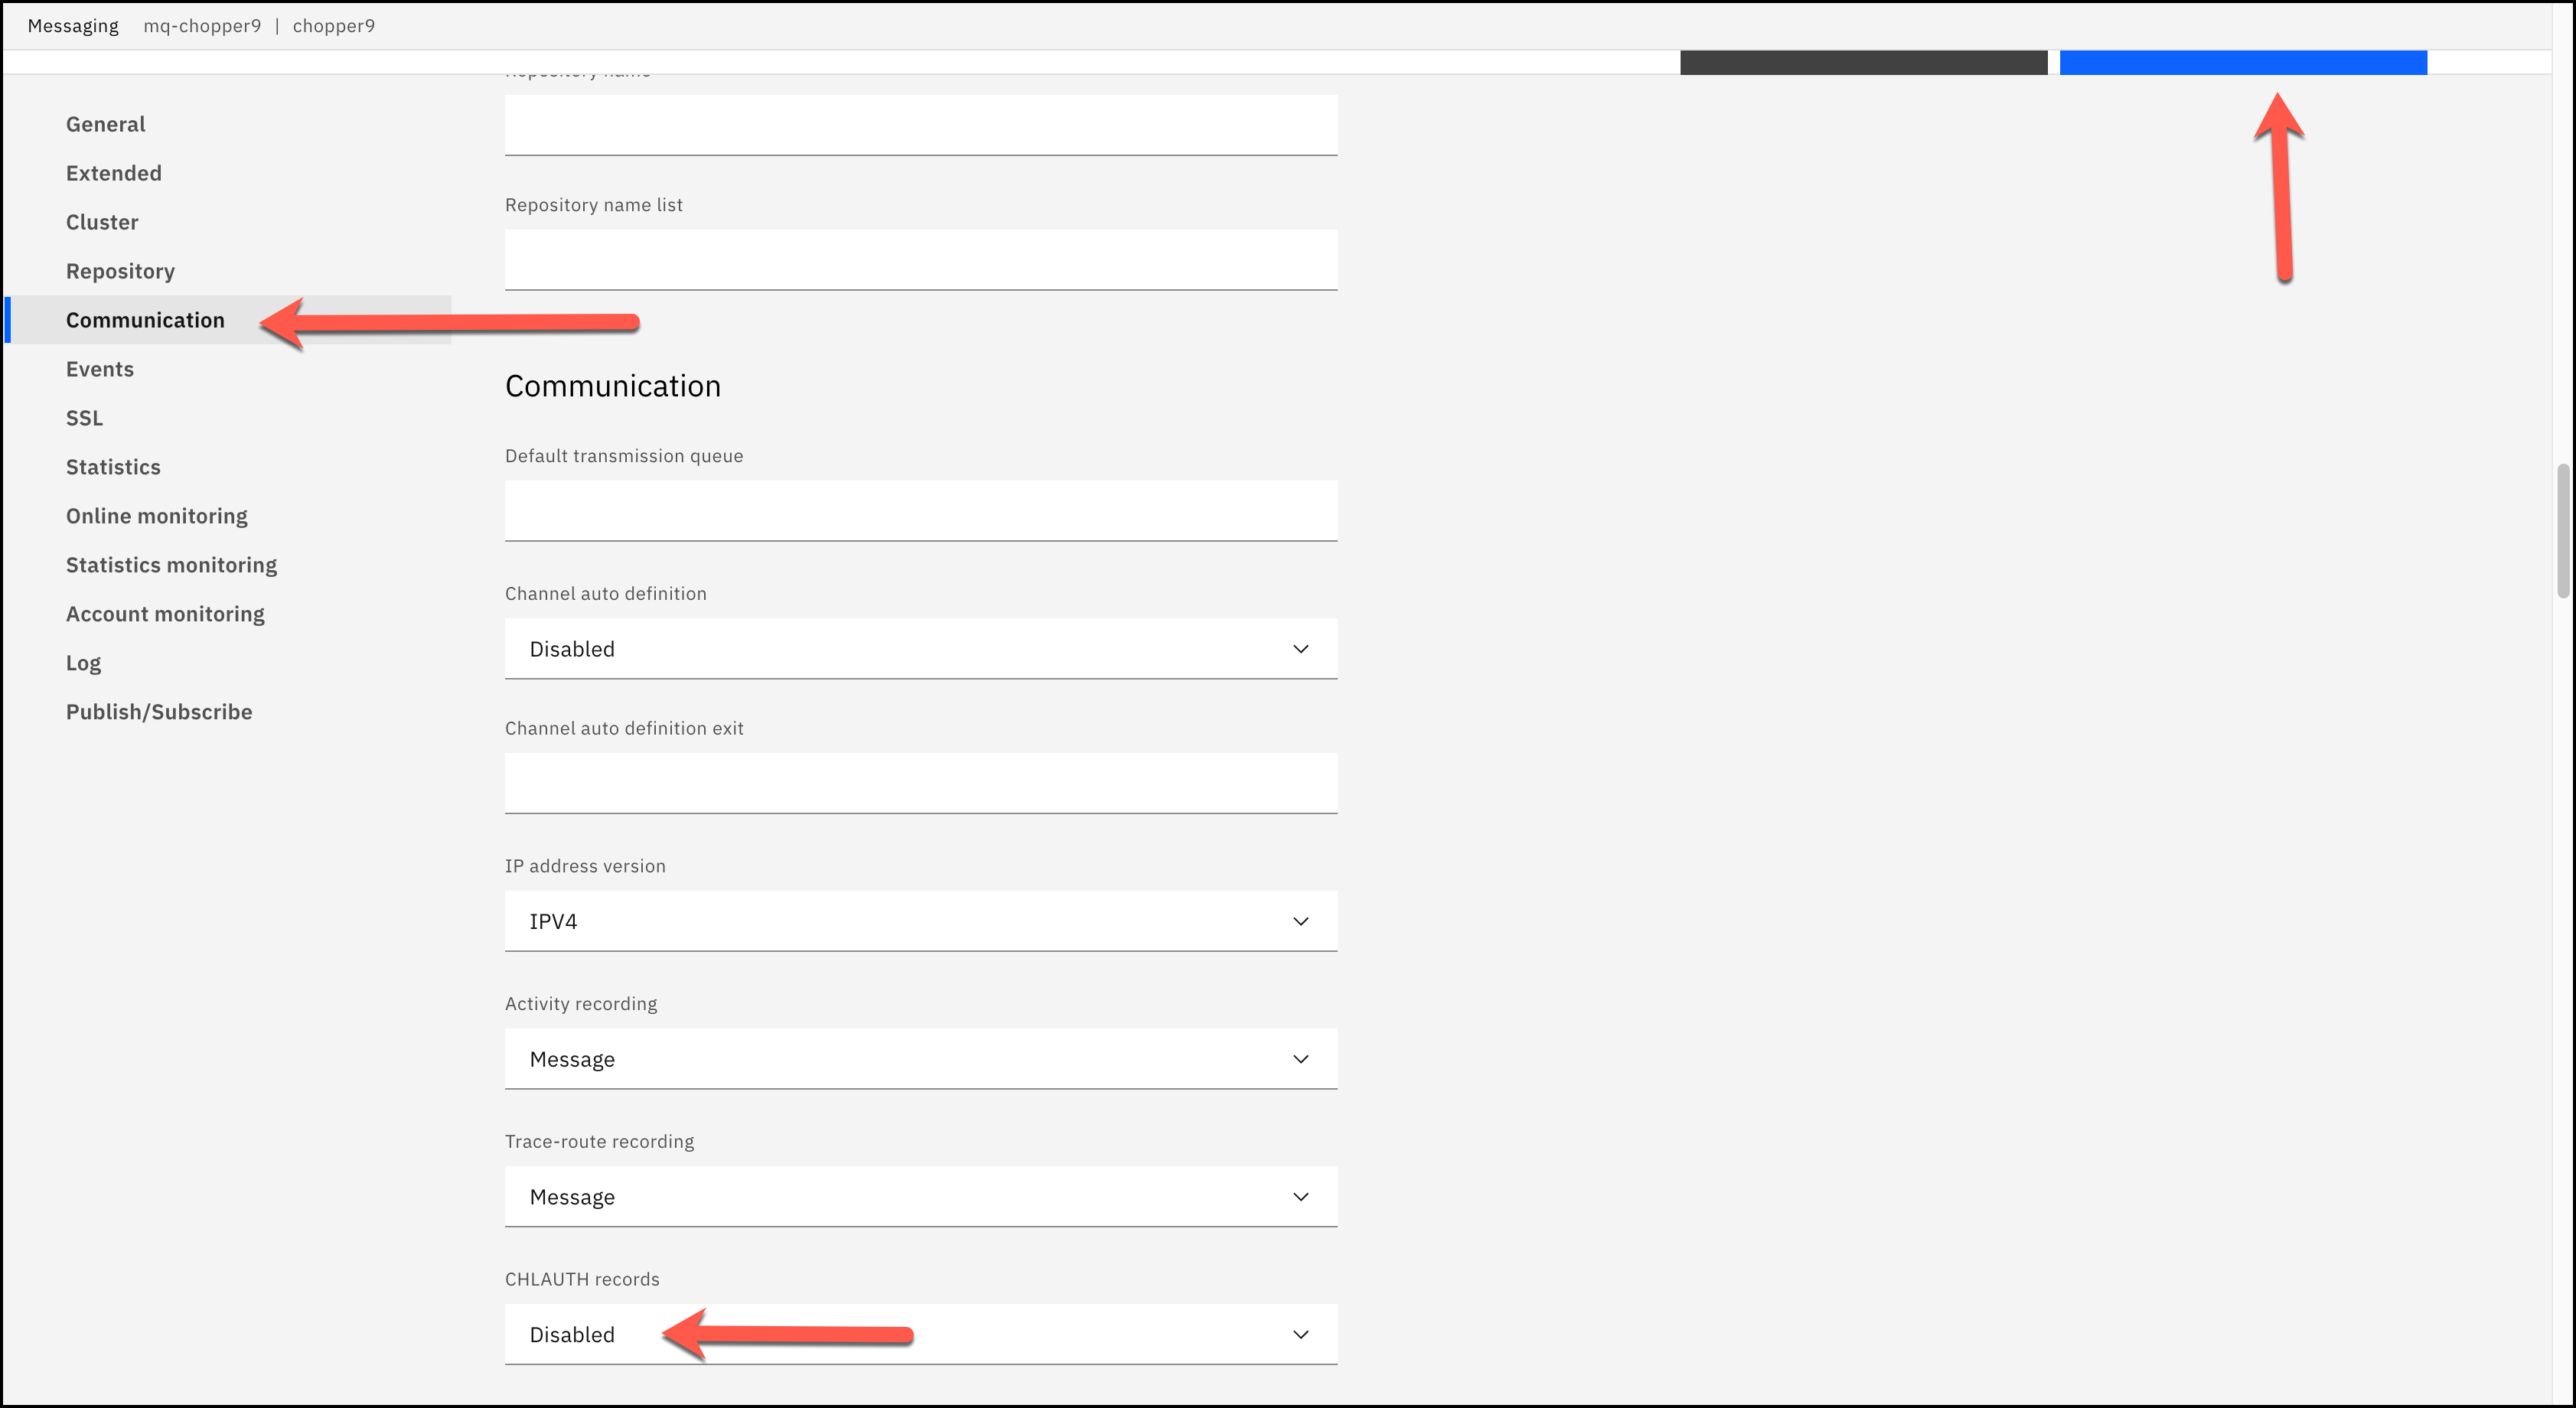 Messaging mq-chopper9 | chopper9
General
Extended
Cluster
Repository
Communication
Events
SSL
Statistics
Online monitoring
Statistics monitoring
Account monitoring
Log
Publish/Subscribe
Repository name
Repository name list
Communication
Default transmission queue
Channel auto definition
Disabled
Channel auto definition exit
IP address version
IPV4
Activity recording
Message
Trace-route recording
Message
CHLAUTH records
Disabled